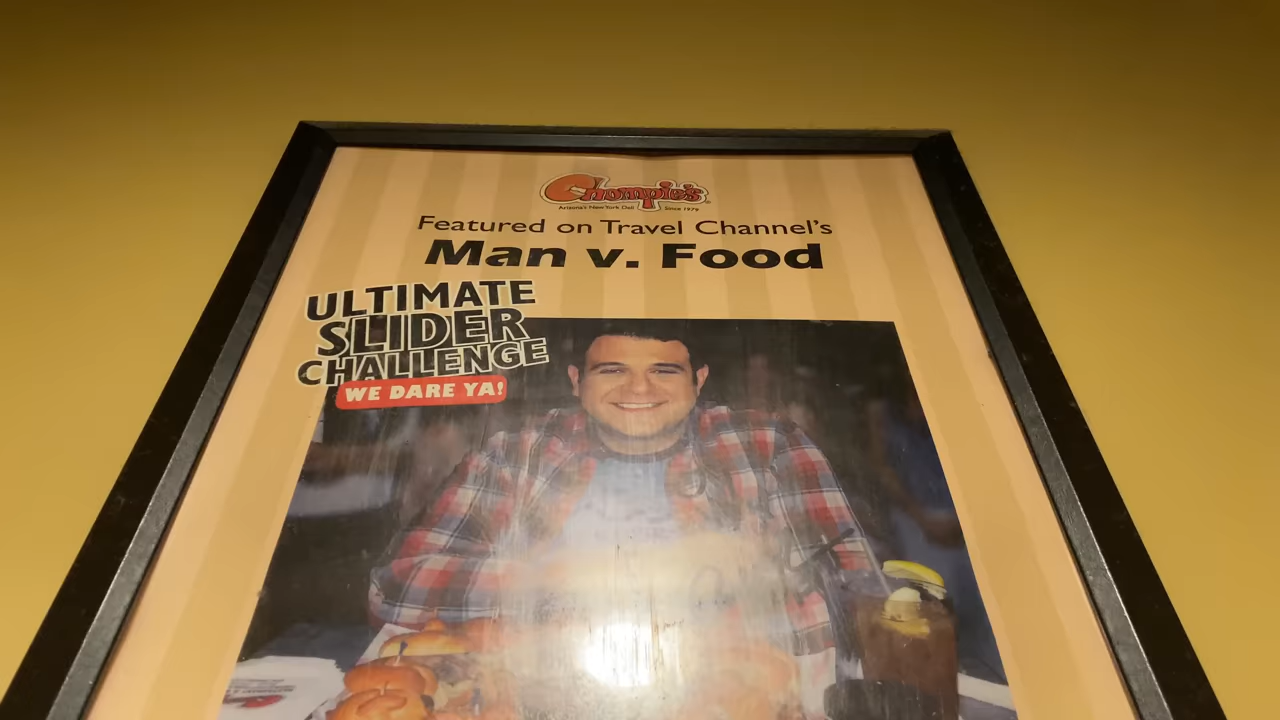 Chompie's
Arizona's New York Deli Since 1979
Featured on Travel Channel's
Man v. Food
ULTIMATE
SLIDER
CHALLENGE
WE DARE YA!